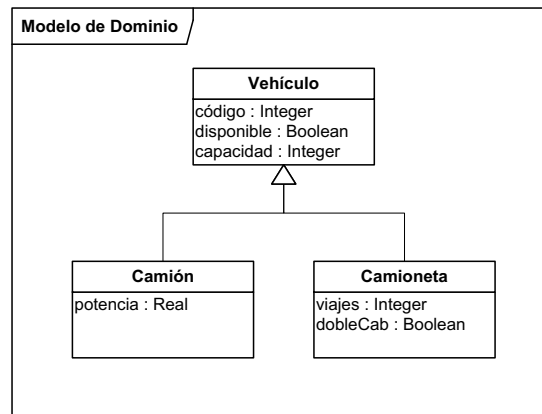 Modelo de Dominio
Vehículo
código : Integer
disponible : Boolean
capacidad : Integer
Camión
potencia : Real
Camioneta
viajes : Integer
dobleCab : Boolean